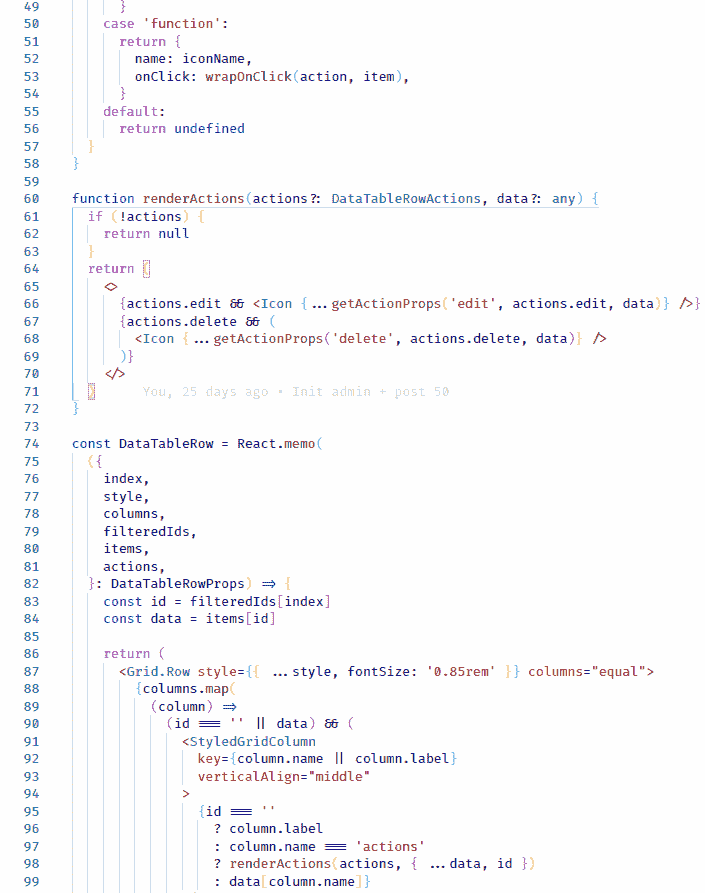 49 }
50 case 'function':
51 return {
52 name: iconName,
53 onClick: wrapOnClick(action, item),
54 }
55 default:
56 return undefined
57 }
58 }
59
60 function renderActions(actions?: DataTableRowActions, data?: any) {
61 if (!actions) {
62 return null
63 }
64 return (
65 <>
66 {actions.edit && <Icon {...getActionProps('edit', actions.edit, data)} />}
67 {actions.delete && (
68 <Icon {...getActionProps('delete', actions.delete, data)} />
69 )}
70 </>
71 ) You, 25 days ago • Init admin + post 50
72 }
73
74 const DataTableRow = React.memo(
75 ({
76 index,
77 style,
78 columns,
79 filteredIds,
80 items,
81 actions,
82 }: DataTableRowProps) => {
83 const id = filteredIds[index]
84 const data = items[id]
85
86 return (
87 <Grid.Row style={{ ...style, fontSize: '0.85rem' }} columns="equal">
88 {columns.map(
89 (column) =>
90 (id === '' || data) && (
91 <StyledGridColumn
92 key={column.name || column.label}
93 verticalAlign="middle"
94 >
95 {id === ''
96 ? column.label
97 : column.name === 'actions'
98 ? renderActions(actions, { ...data, id })
99 : data[column.name]}